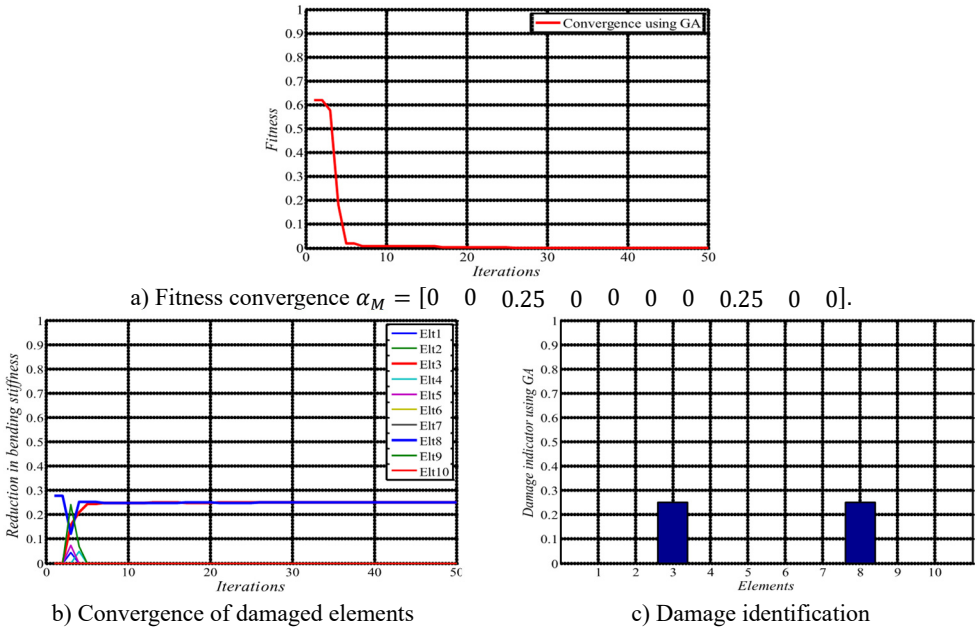 1
0.9
0.8
0.7
0.6
0.5
0.4
0.3
0.2
0.1
0
Fitness
Convergence using GA
0 10 20 30 40 50
Iterations
a) Fitness convergence α_M = [0 0 0.25 0 0 0 0 0.25 0 0].
1
0.9
0.8
0.7
0.6
0.5
0.4
0.3
0.2
0.1
0
Reduction in bending stiffness
Elt1
Elt2
Elt3
Elt4
Elt5
Elt6
Elt7
Elt8
Elt9
Elt10
0 10 20 30 40 50
Iterations
b) Convergence of damaged elements
1
0.9
0.8
0.7
0.6
0.5
0.4
0.3
0.2
0.1
0
Damage indicator using GA
1 2 3 4 5 6 7 8 9 10
Elements
c) Damage identification